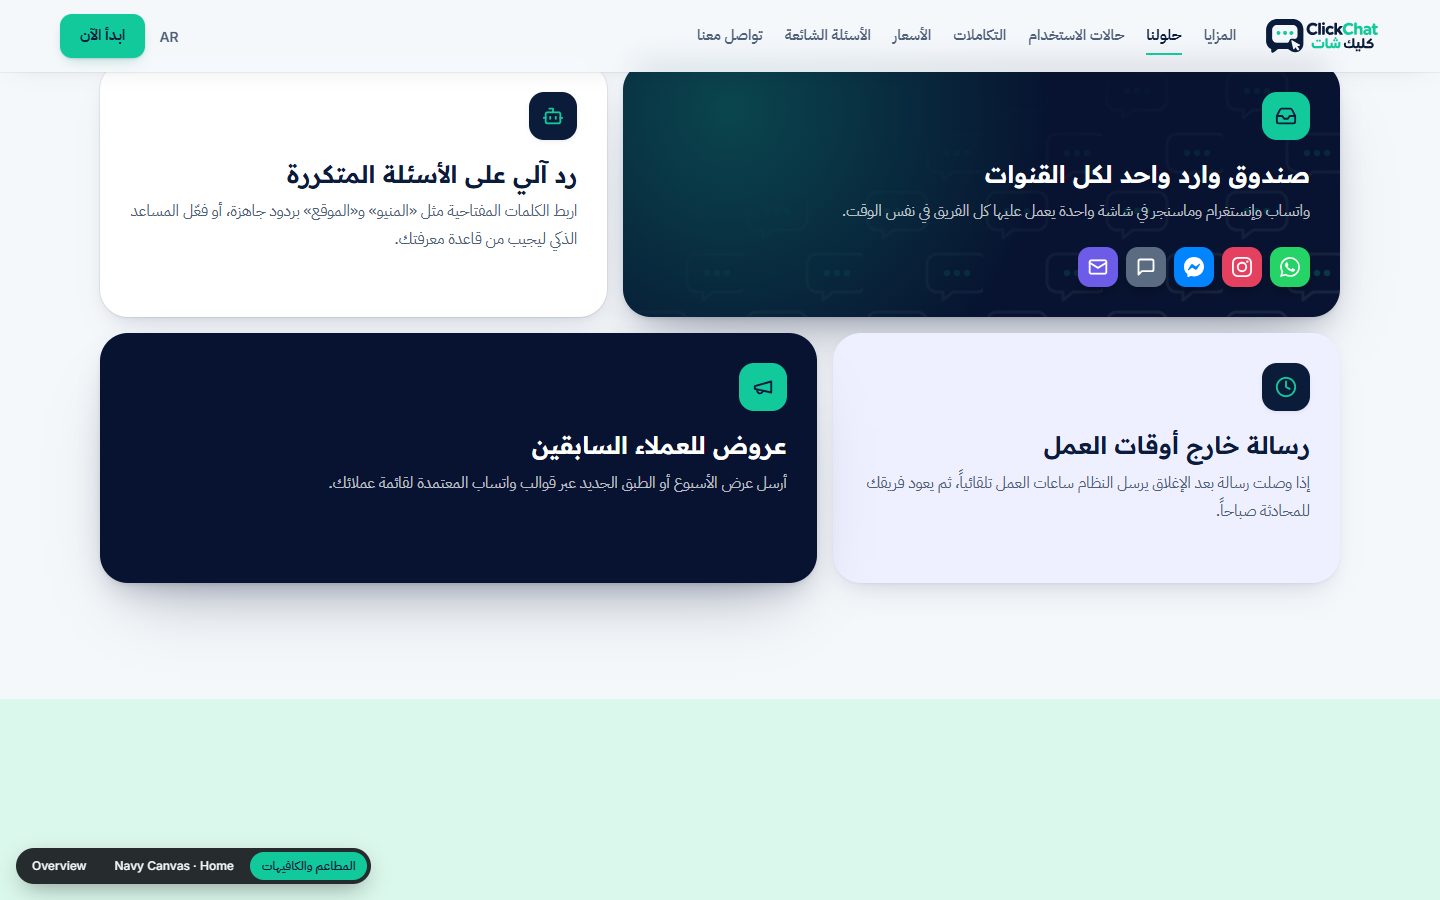 ClickChat
كليك شات
المزايا
حلولنا
حالات الاستخدام
التكاملات
الأسعار
الأسئلة الشائعة
تواصل معنا
AR
ابدأ الآن
صندوق وارد واحد لكل القنوات
واتساب وإنستغرام وماسنجر في شاشة واحدة يعمل عليها كل الفريق في نفس الوقت.
رد آلي على الأسئلة المتكررة
اربط الكلمات المفتاحية مثل «المنيو» و«الموقع» بردود جاهزة، أو فعّل المساعد
الذكي ليجيب من قاعدة معرفتك.
رسالة خارج أوقات العمل
إذا وصلت رسالة بعد الإغلاق يرسل النظام ساعات العمل تلقائياً، ثم يعود فريقك
للمحادثة صباحاً.
عروض للعملاء السابقين
أرسل عرض الأسبوع أو الطبق الجديد عبر قوالب واتساب المعتمدة لقائمة عملائك.
Overview
Navy Canvas · Home
المطاعم والكافيهات